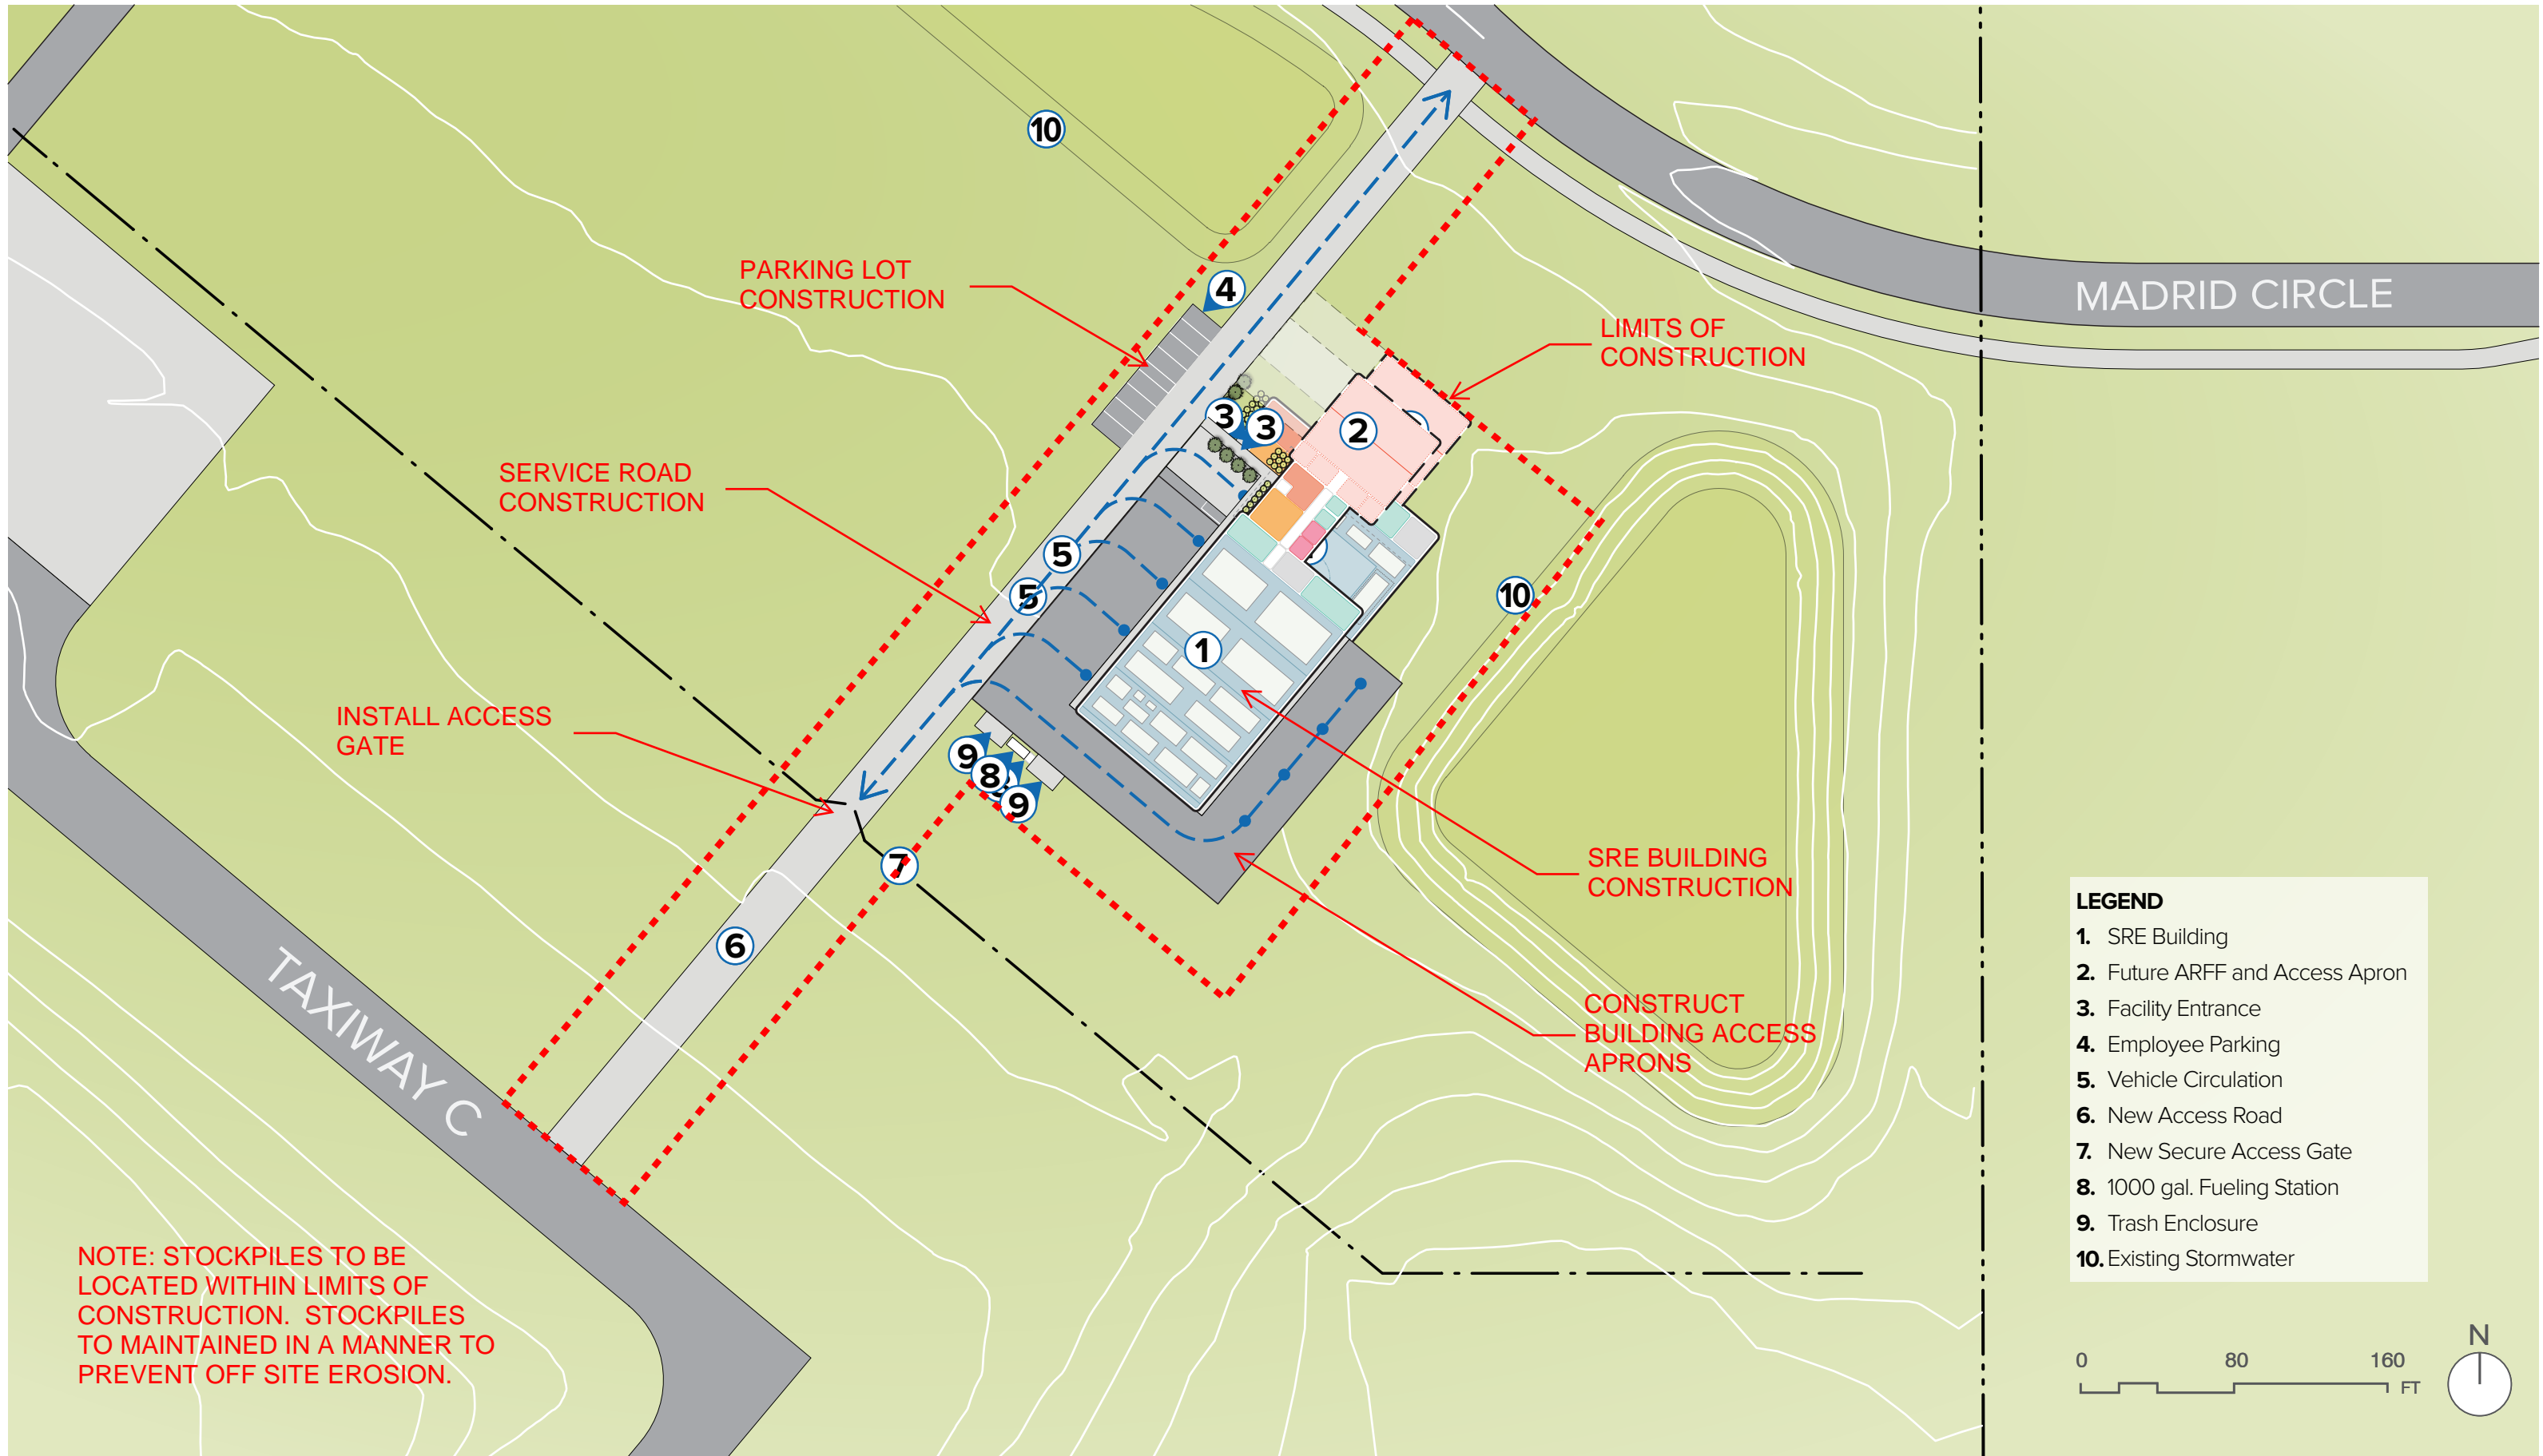 10
PARKING LOT
CONSTRUCTION
4
MADRID CIRCLE
LIMITS OF
CONSTRUCTION
3
3
2
SERVICE ROAD
CONSTRUCTION
5
5
10
1
INSTALL ACCESS
GATE
9
8
9
7
SRE BUILDING
CONSTRUCTION
6
CONSTRUCT
BUILDING ACCESS
APRONS
TAXIWAY C
NOTE: STOCKPILES TO BE
LOCATED WITHIN LIMITS OF
CONSTRUCTION. STOCKPILES
TO MAINTAINED IN A MANNER TO
PREVENT OFF SITE EROSION.
LEGEND
1. SRE Building
2. Future ARFF and Access Apron
3. Facility Entrance
4. Employee Parking
5. Vehicle Circulation
6. New Access Road
7. New Secure Access Gate
8. 1000 gal. Fueling Station
9. Trash Enclosure
10. Existing Stormwater
N
0 80 160
FT